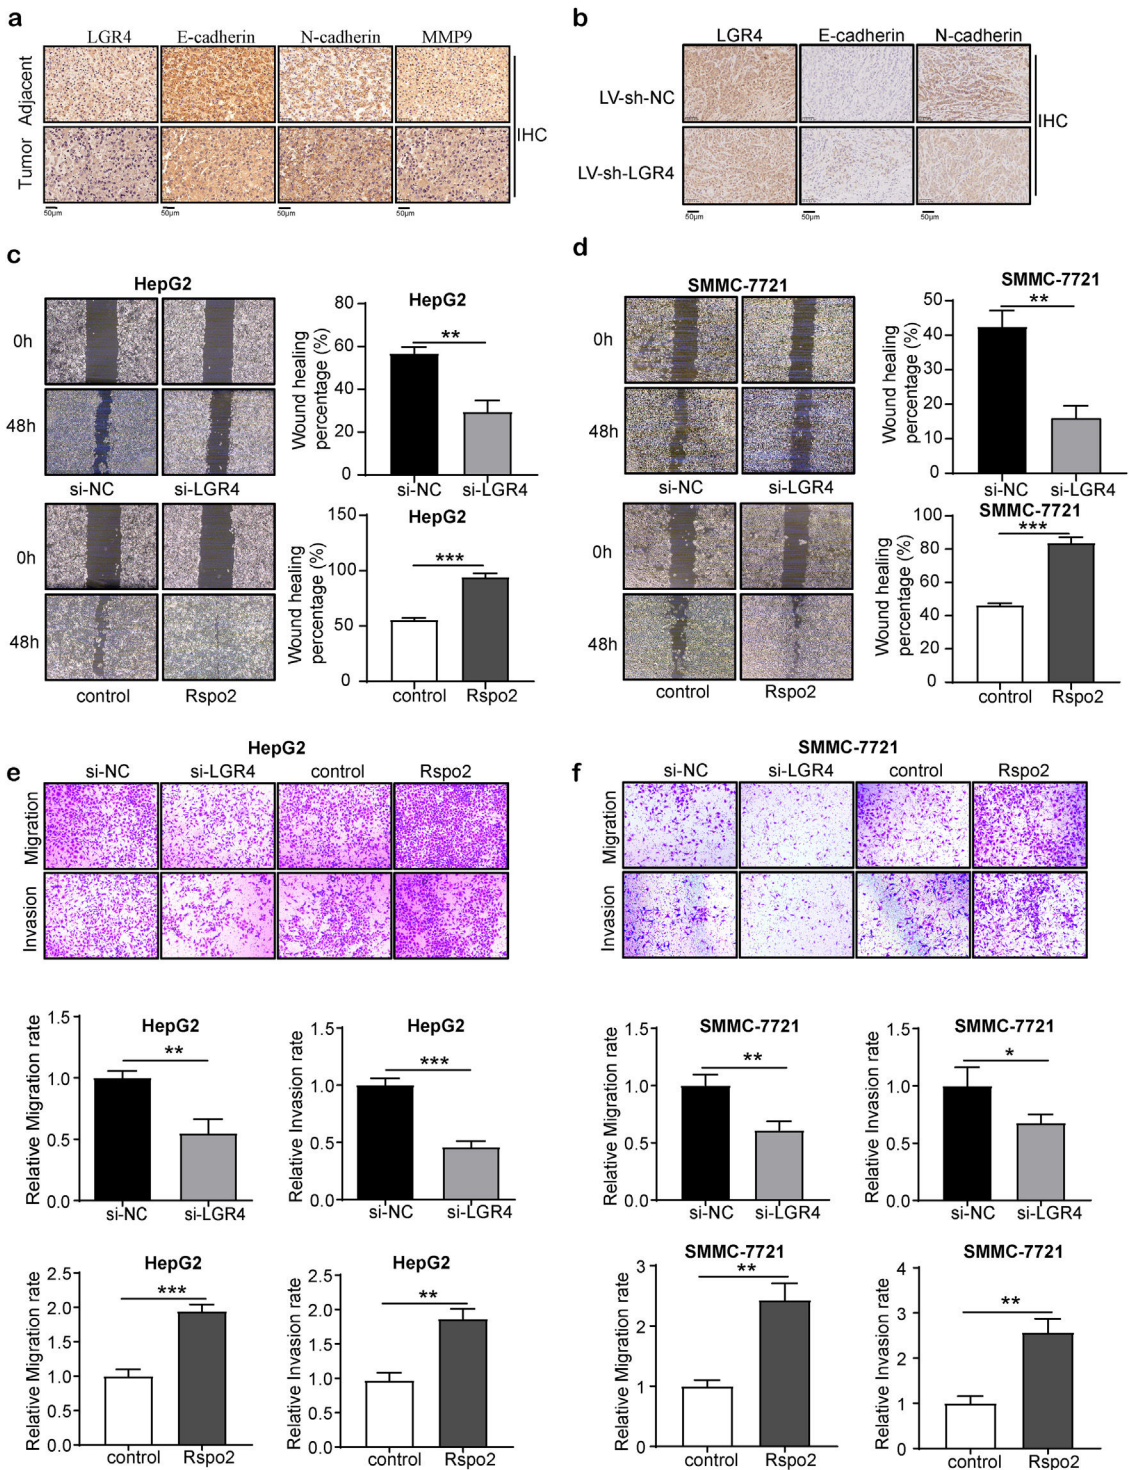 a
LGR4 E-cadherin N-cadherin MMP9
Adjacent
Tumor
IHC
50μm 50μm 50μm 50μm
b
LGR4 E-cadherin N-cadherin
LV-sh-NC
LV-sh-LGR4
IHC
50μm 50μm 50μm
c
HepG2
0h
48h
si-NC si-LGR4
0h
48h
control Rspo2
HepG2
Wound healing
percentage (%)
80
60
40
20
0
**
si-NC si-LGR4
HepG2
Wound healing
percentage (%)
150
100
50
0
***
control Rspo2
d
SMMC-7721
0h
48h
si-NC si-LGR4
0h
48h
control Rspo2
SMMC-7721
Wound healing
percentage (%)
50
40
30
20
10
0
**
si-NC si-LGR4
SMMC-7721
Wound healing
percentage (%)
100
80
60
40
20
0
***
control Rspo2
e
HepG2
si-NC si-LGR4 control Rspo2
Migration
Invasion
HepG2
Relative Migration rate
1.5
1.0
0.5
0.0
**
si-NC si-LGR4
HepG2
Relative Invasion rate
1.5
1.0
0.5
0.0
***
si-NC si-LGR4
HepG2
Relative Migration rate
2.5
2.0
1.5
1.0
0.5
0.0
***
control Rspo2
HepG2
Relative Invasion rate
2.5
2.0
1.5
1.0
0.5
0.0
**
control Rspo2
f
SMMC-7721
si-NC si-LGR4 control Rspo2
Migration
Invasion
SMMC-7721
Relative Migration rate
1.5
1.0
0.5
0.0
**
si-NC si-LGR4
SMMC-7721
Relative Invasion rate
1.5
1.0
0.5
0.0
*
si-NC si-LGR4
SMMC-7721
Relative Migration rate
3
2
1
0
**
control Rspo2
SMMC-7721
Relative Invasion rate
4
3
2
1
0
**
control Rspo2